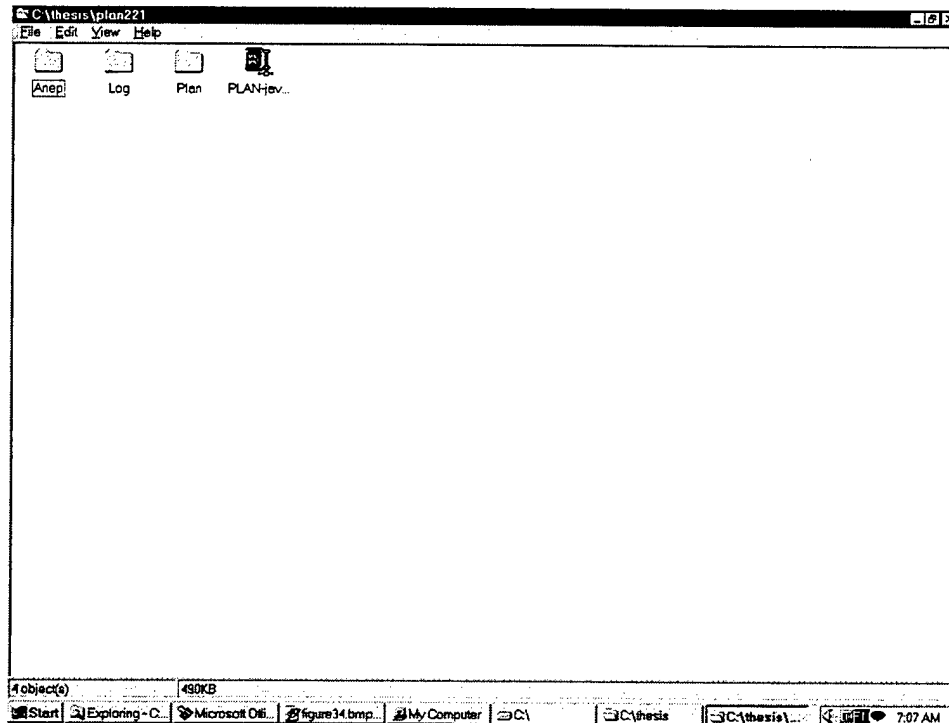 C:\thesis\plan221
File Edit View Help
Anep Log Plan PLAN-jav...
4 object(s) 490KB
Start Exploring - C... Microsoft Offi... figure34.bmp... My Computer C:\ C:\thesis C:\thesis\... 7:07 AM